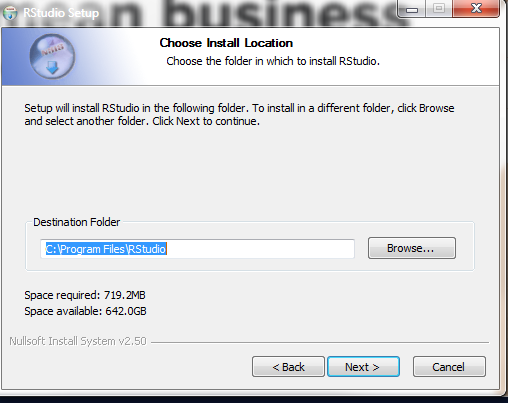 on business
RStudio Setup
Choose Install Location
Choose the folder in which to install RStudio.
Setup will install RStudio in the following folder. To install in a different folder, click Browse
and select another folder. Click Next to continue.
Destination Folder
C:\Program Files\RStudio
Browse...
Space required: 719.2MB
Space available: 642.0GB
Nullsoft Install System v2.50
< Back
Next >
Cancel